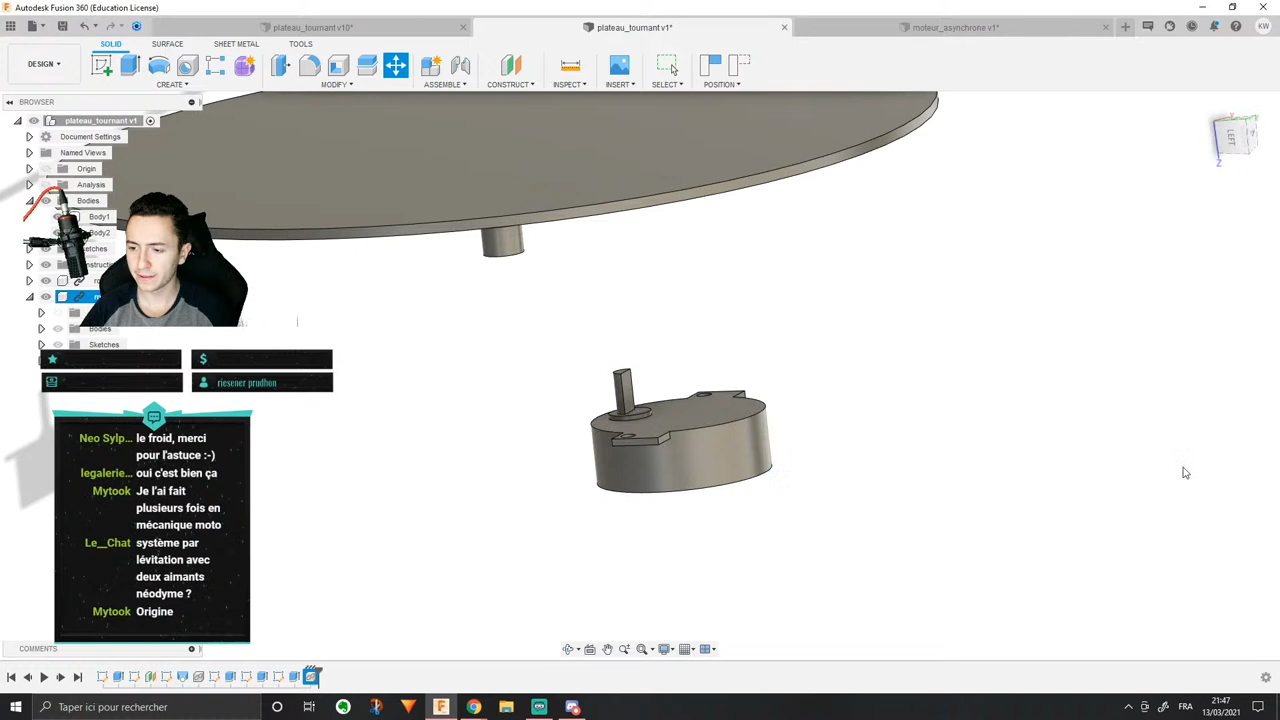 Autodesk Fusion 360 (Education License)
plateau_tournant v10*
plateau_tournant v1*
moteur_asynchrone v1*
KW
SOLID
SURFACE
SHEET METAL
TOOLS
DESIGN
CREATE
MODIFY
ASSEMBLE
CONSTRUCT
INSPECT
INSERT
SELECT
POSITION
BROWSER
plateau_tournant v1
Document Settings
Named Views
Origin
Analysis
Bodies
Body1
Body2
Bodies
Sketches
LEFT
Z
riesener prudhon
Neo Sylp... le froid, merci
pour l'astuce :-)
legalerie... oui c'est bien ça
Mytook Je l'ai fait
plusieurs fois en
mécanique moto
Le__Chat système par
lévitation avec
deux aimants
néodyme ?
Mytook Origine
COMMENTS
Taper ici pour rechercher
FRA
21:47
13/03/2021